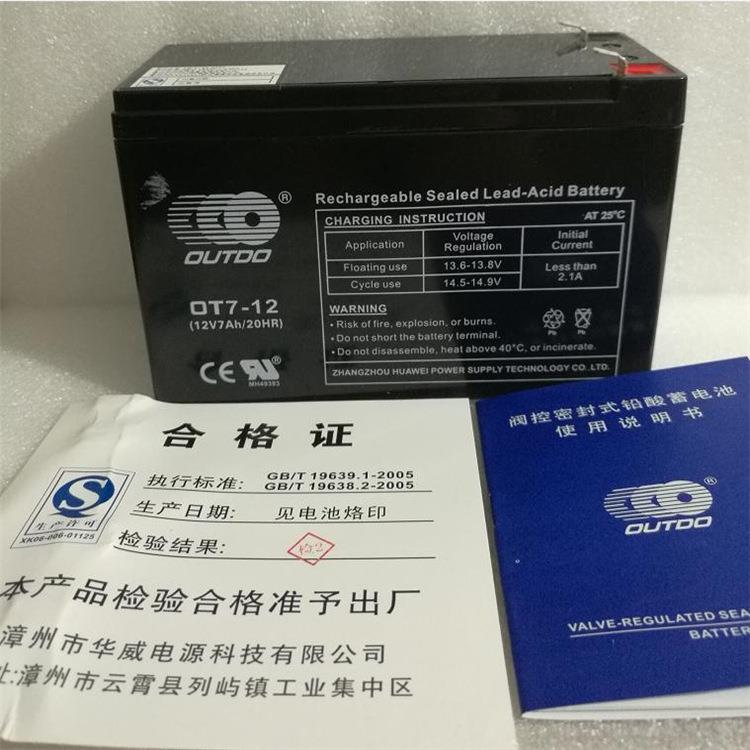 OUTDO
®
OT7-12
(12V7Ah/20HR)
CE
MH49383
Rechargeable Sealed Lead-Acid Battery
CHARGING INSTRUCTION AT 25℃
Application Voltage Regulation Initial Current
Floating use 13.6-13.8V Less than 2.1A
Cycle use 14.5-14.9V
WARNING:
• Risk of fire, explosion, or burns.
• Do not short the battery terminal.
• Do not disassemble, heat above 40°C, or incinerate.
Pb Pb
ZHANGZHOU HUAWEI POWER SUPPLY TECHNOLOGY CO.,LTD.
合格证
执行标准: GB/T 19639.1-2005
GB/T 19638.2-2005
生产日期: 见电池烙印
检验结果:
生产许可
XK06-006-01125
本产品检验合格准予出厂
漳州市华威电源科技有限公司
址:漳州市云霄县列屿镇工业集中区
阀控密封式铅酸蓄电池
使用说明书
®
OUTDO
VALVE-REGULATED SEA
BATTER